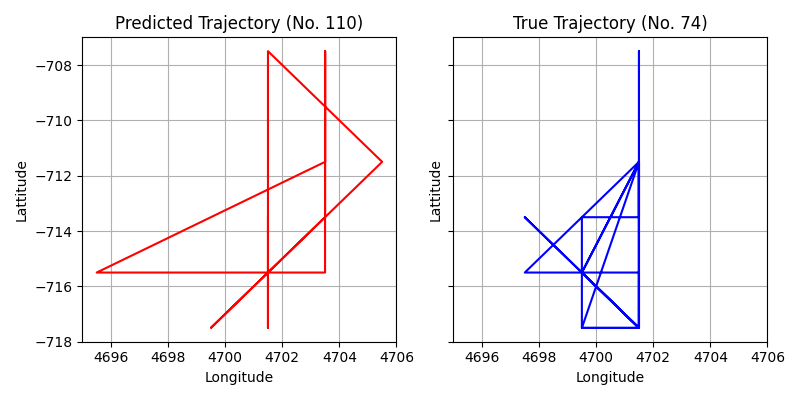 Predicted Trajectory (No. 110)
True Trajectory (No. 74)
−708
−710
−712
−714
−716
−718
Lattitude
Lattitude
4696 4698 4700 4702 4704 4706
4696 4698 4700 4702 4704 4706
Longitude
Longitude